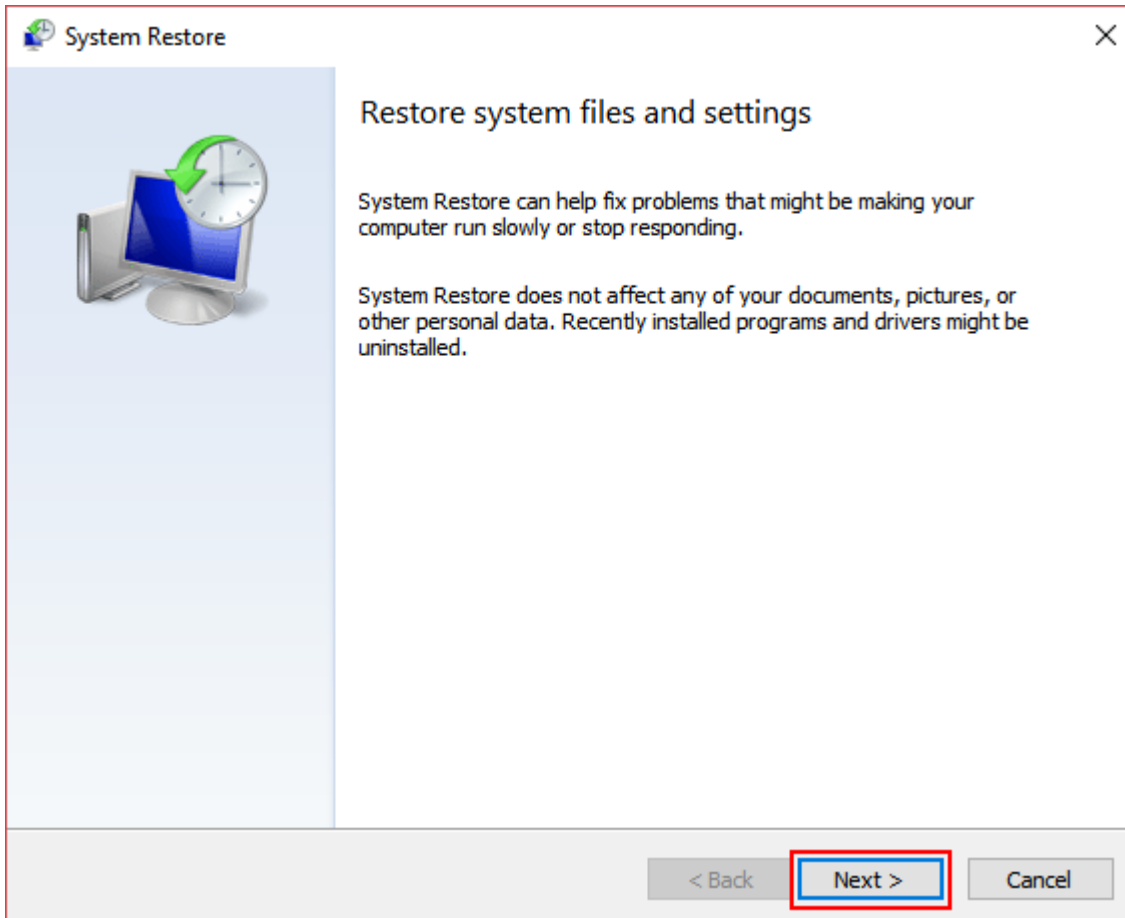 System Restore
Restore system files and settings
System Restore can help fix problems that might be making your
computer run slowly or stop responding.
System Restore does not affect any of your documents, pictures, or
other personal data. Recently installed programs and drivers might be
uninstalled.
< Back Next > Cancel